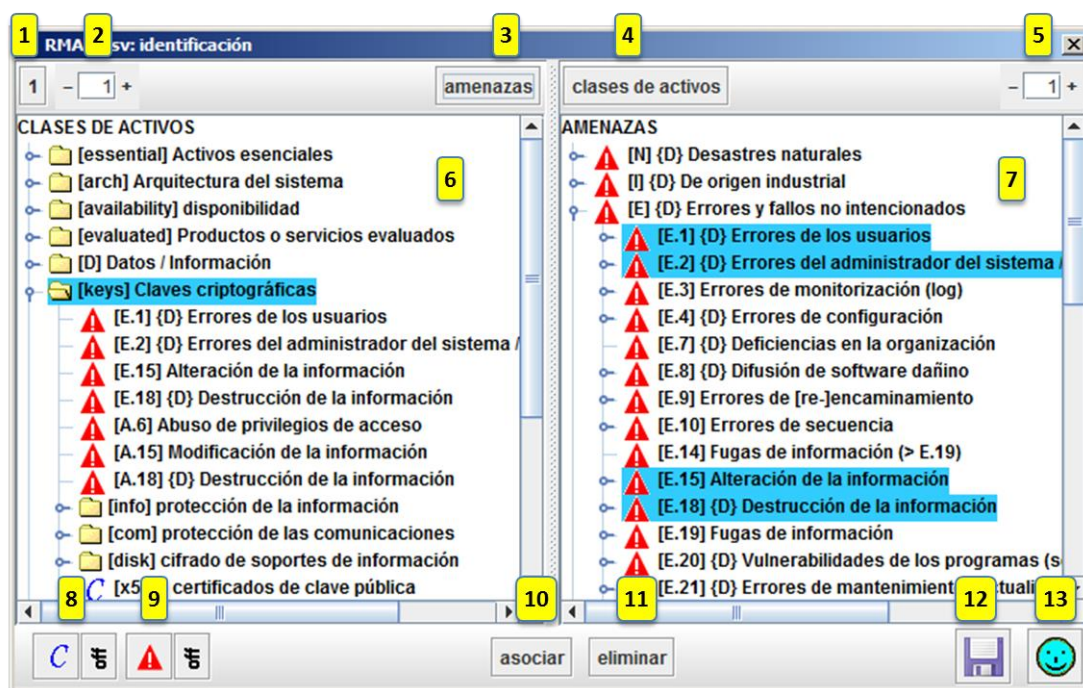 1 2 3 4 5
RMA sv: identificación
1 – 1 + amenazas clases de activos – 1 +
CLASES DE ACTIVOS
[essential] Activos esenciales
[arch] Arquitectura del sistema
[availability] disponibilidad
[evaluated] Productos o servicios evaluados
[D] Datos / Información
[keys] Claves criptográficas
[E.1] {D} Errores de los usuarios
[E.2] {D} Errores del administrador del sistema /
[E.15] Alteración de la información
[E.18] {D} Destrucción de la información
[A.6] Abuso de privilegios de acceso
[A.15] Modificación de la información
[A.18] {D} Destrucción de la información
[info] protección de la información
[com] protección de las comunicaciones
[disk] cifrado de soportes de información
C [x5 certificados de clave pública
6
AMENAZAS
[N] {D} Desastres naturales
[I] {D} De origen industrial
[E] {D} Errores y fallos no intencionados
[E.1] {D} Errores de los usuarios
[E.2] {D} Errores del administrador del sistema /
[E.3] Errores de monitorización (log)
[E.4] {D} Errores de configuración
[E.7] {D} Deficiencias en la organización
[E.8] {D} Difusión de software dañino
[E.9] Errores de [re-]encaminamiento
[E.10] Errores de secuencia
[E.14] Fugas de información (> E.19)
[E.15] Alteración de la información
[E.18] {D} Destrucción de la información
[E.19] Fugas de información
[E.20] {D} Vulnerabilidades de los programas (s
[E.21] {D} Errores de mantenimient
7
8 9 10 11 12 13
C asociar eliminar